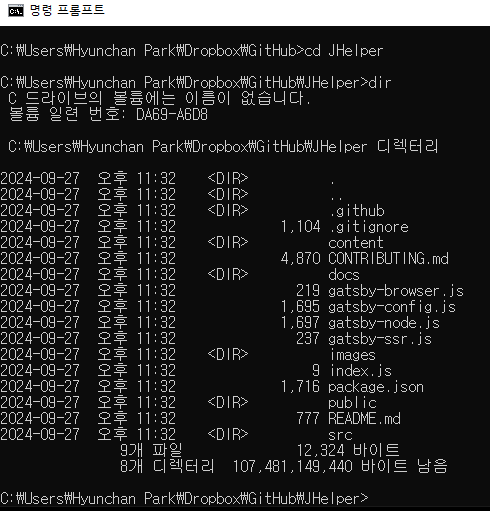 명령 프롬프트
C:\Users\Hyunchan Park\Dropbox\GitHub>cd JHelper
C:\Users\Hyunchan Park\Dropbox\GitHub\JHelper>dir
C 드라이브의 볼륨에는 이름이 없습니다.
볼륨 일련 번호: DA69-A6D8
C:\Users\Hyunchan Park\Dropbox\GitHub\JHelper 디렉터리
2024-09-27 오후 11:32 <DIR> .
2024-09-27 오후 11:32 <DIR> ..
2024-09-27 오후 11:32 <DIR> .github
2024-09-27 오후 11:32 1,104 .gitignore
2024-09-27 오후 11:32 <DIR> content
2024-09-27 오후 11:32 4,870 CONTRIBUTING.md
2024-09-27 오후 11:32 <DIR> docs
2024-09-27 오후 11:32 219 gatsby-browser.js
2024-09-27 오후 11:32 1,695 gatsby-config.js
2024-09-27 오후 11:32 1,697 gatsby-node.js
2024-09-27 오후 11:32 237 gatsby-ssr.js
2024-09-27 오후 11:32 <DIR> images
2024-09-27 오후 11:32 9 index.js
2024-09-27 오후 11:32 1,716 package.json
2024-09-27 오후 11:32 <DIR> public
2024-09-27 오후 11:32 777 README.md
2024-09-27 오후 11:32 <DIR> src
9개 파일 12,324 바이트
8개 디렉터리 107,481,149,440 바이트 남음
C:\Users\Hyunchan Park\Dropbox\GitHub\JHelper>